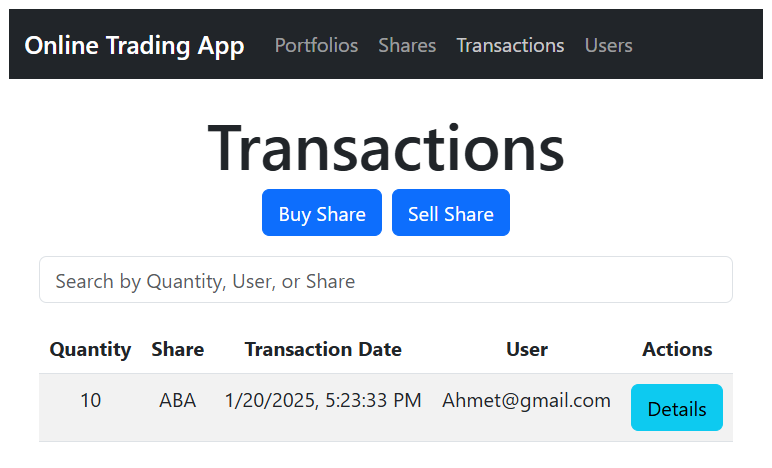 Online Trading App Portfolios Shares Transactions Users
Transactions
Buy Share Sell Share
Search by Quantity, User, or Share
Quantity Share Transaction Date User Actions
10 ABA 1/20/2025, 5:23:33 PM Ahmet@gmail.com Details